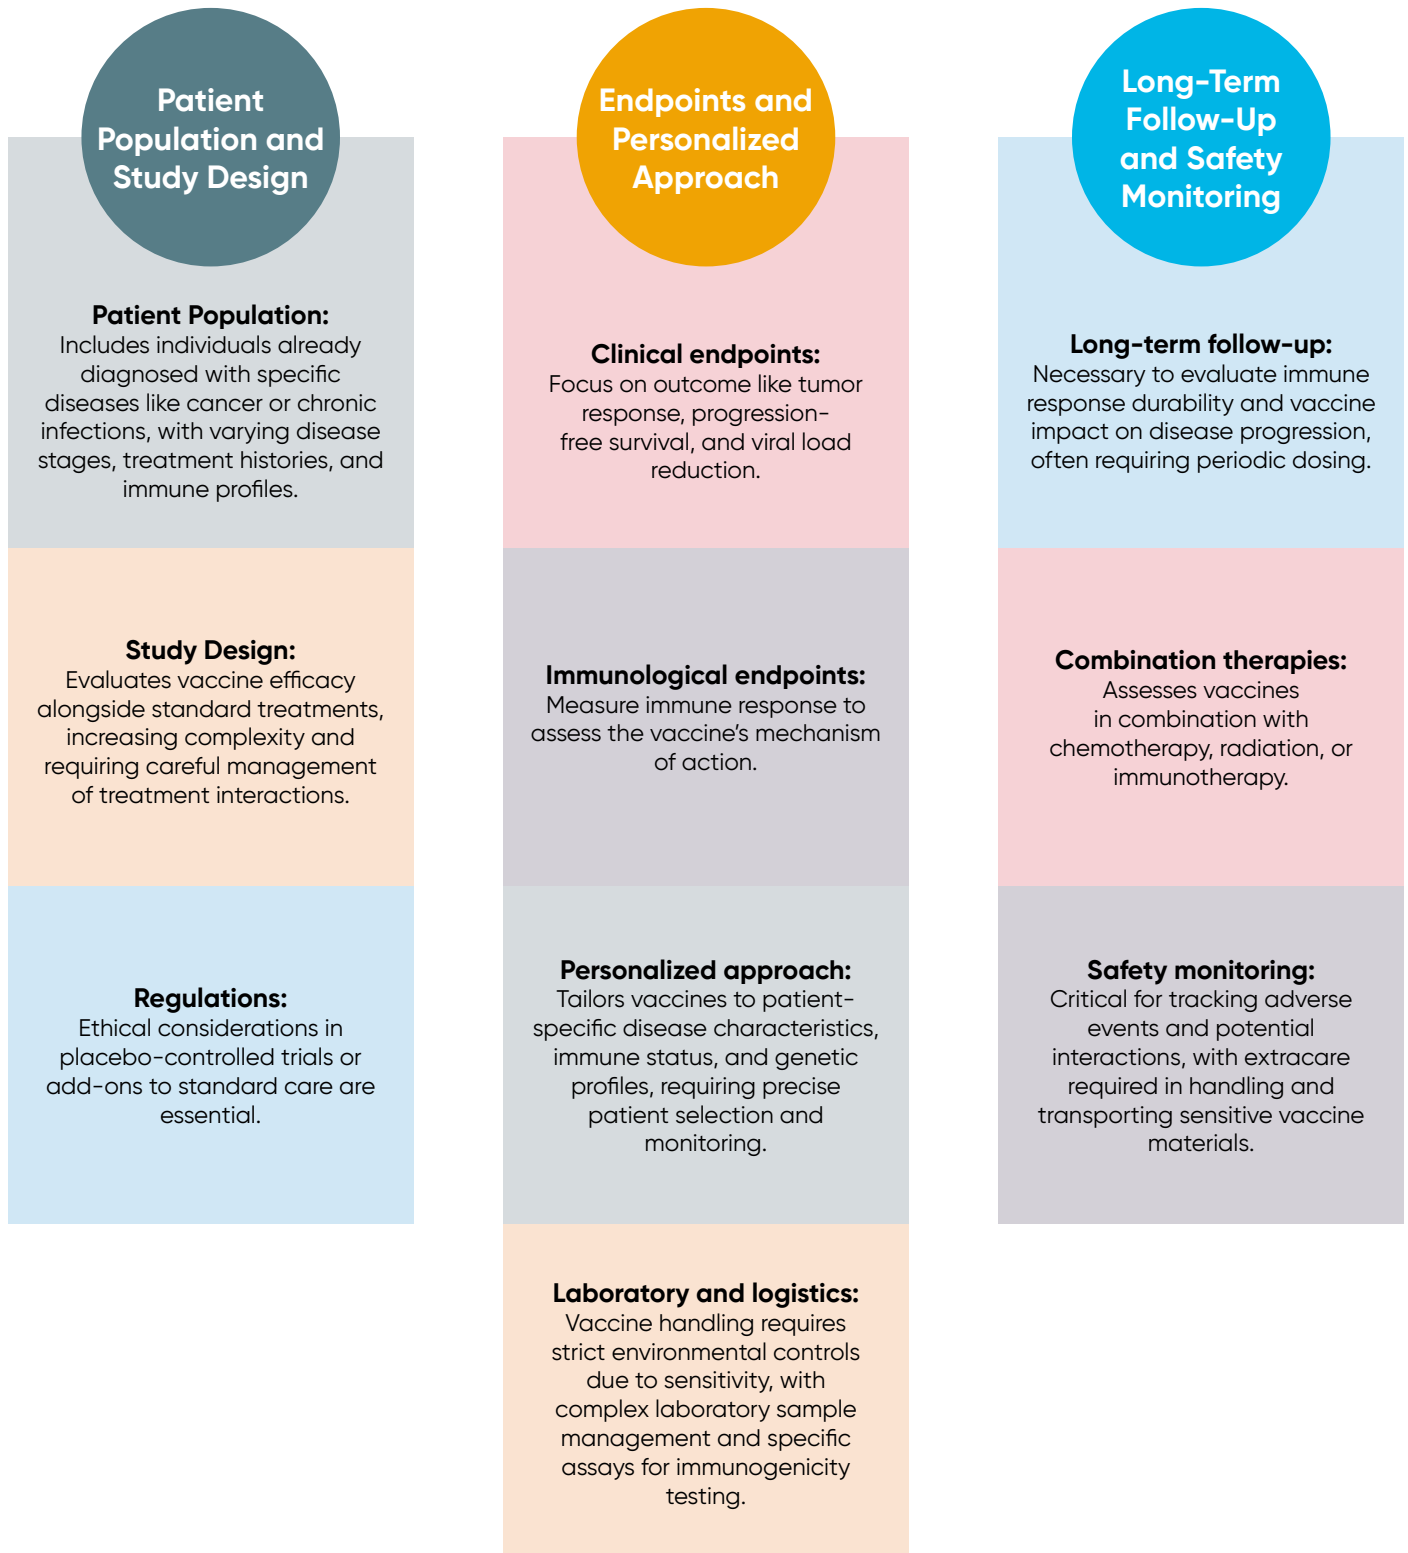 Patient
Population and
Study Design
Patient Population:
Includes individuals already
diagnosed with specific
diseases like cancer or chronic
infections, with varying disease
stages, treatment histories, and
immune profiles.
Study Design:
Evaluates vaccine efficacy
alongside standard treatments,
increasing complexity and
requiring careful management
of treatment interactions.
Regulations:
Ethical considerations in
placebo-controlled trials or
add-ons to standard care are
essential.
Endpoints and
Personalized
Approach
Clinical endpoints:
Focus on outcome like tumor
response, progression-
free survival, and viral load
reduction.
Immunological endpoints:
Measure immune response to
assess the vaccine’s mechanism
of action.
Personalized approach:
Tailors vaccines to patient-
specific disease characteristics,
immune status, and genetic
profiles, requiring precise
patient selection and
monitoring.
Laboratory and logistics:
Vaccine handling requires
strict environmental controls
due to sensitivity, with
complex laboratory sample
management and specific
assays for immunogenicity
testing.
Long-Term
Follow-Up
and Safety
Monitoring
Long-term follow-up:
Necessary to evaluate immune
response durability and vaccine
impact on disease progression,
often requiring periodic dosing.
Combination therapies:
Assesses vaccines
in combination with
chemotherapy, radiation, or
immunotherapy.
Safety monitoring:
Critical for tracking adverse
events and potential
interactions, with extracare
required in handling and
transporting sensitive vaccine
materials.